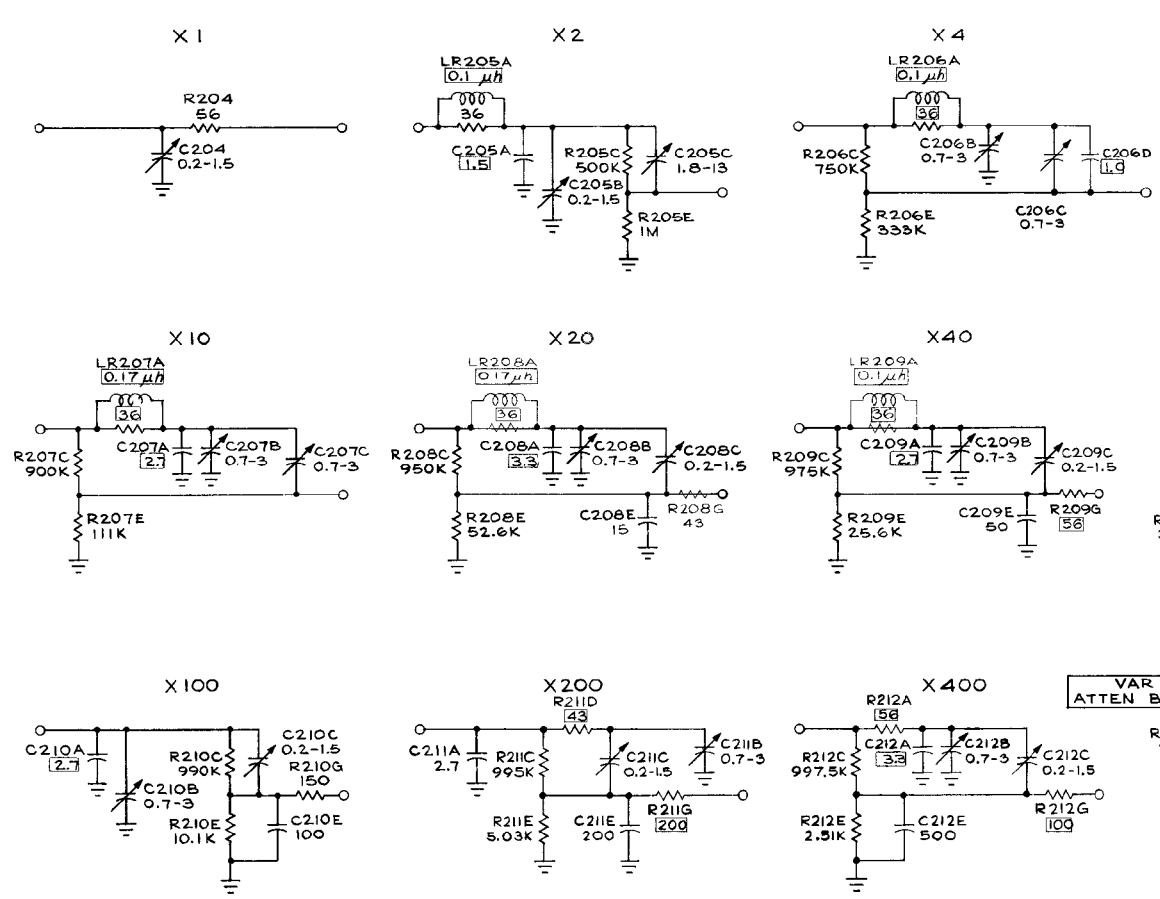 X1
R204
56
C204
0.2-1.5
X2
LR205A
0.1 µh
36
C205A
1.5
C205B
0.2-1.5
R205C
500K
C205C
1.8-13
R205E
1M
X4
LR206A
0.1 µh
36
R206C
750K
C206B
0.7-3
C206D
1.9
R206E
333K
C206C
0.7-3
X10
LR207A
0.17 µh
36
R207C
900K
C207A
2.7
C207B
0.7-3
C207C
0.7-3
R207E
111K
X20
LR208A
0.17 µh
36
R208C
950K
C208A
3.3
C208B
0.7-3
C208C
0.2-1.5
R208E
52.6K
C208E
15
R208G
43
X40
LR209A
0.1 µh
36
R209C
975K
C209A
2.7
C209B
0.7-3
C209C
0.2-1.5
R209E
25.6K
C209E
50
R209G
56
X100
C210A
2.7
C210B
0.7-3
R210C
990K
C210C
0.2-1.5
R210G
150
R210E
10.1K
C210E
100
X200
R211D
43
C211A
2.7
R211C
995K
C211C
0.2-1.5
C211B
0.7-3
R211E
5.03K
C211E
200
R211G
200
X400
R212A
56
R212C
997.5K
C212A
3.3
C212B
0.7-3
C212C
0.2-1.5
R212E
2.51K
C212E
500
R212G
100
VAR
ATTEN B